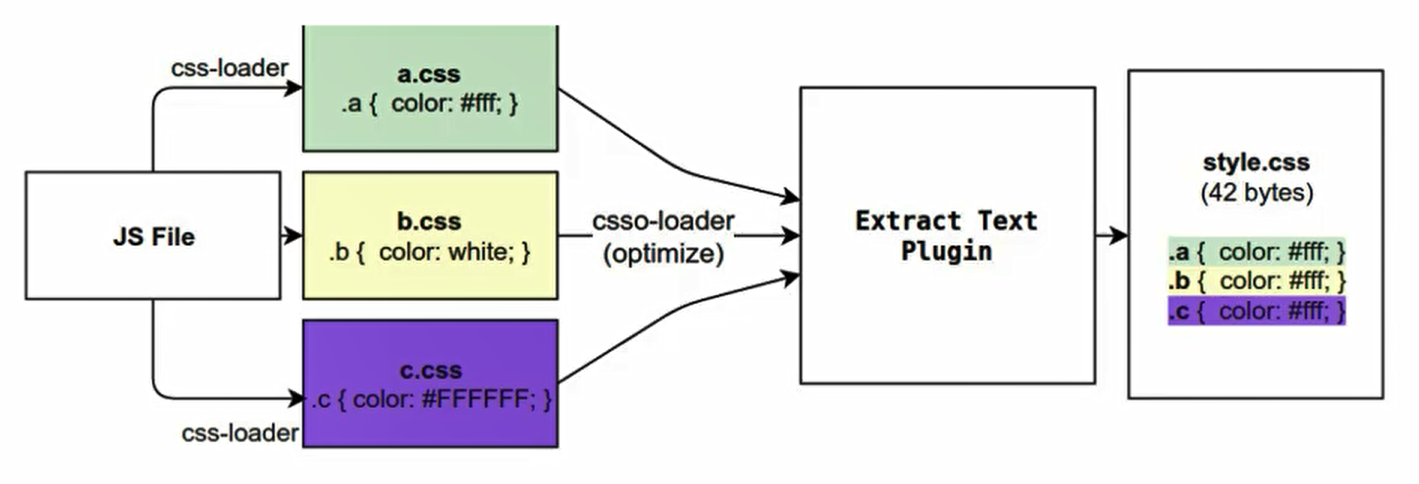 css-loader
a.css
.a { color: #fff; }
JS File
b.css
.b { color: white; }
csso-loader
(optimize)
Extract Text
Plugin
style.css
(42 bytes)
.a { color: #fff; }
.b { color: #fff; }
.c { color: #fff; }
c.css
.c { color: #FFFFFF; }
css-loader